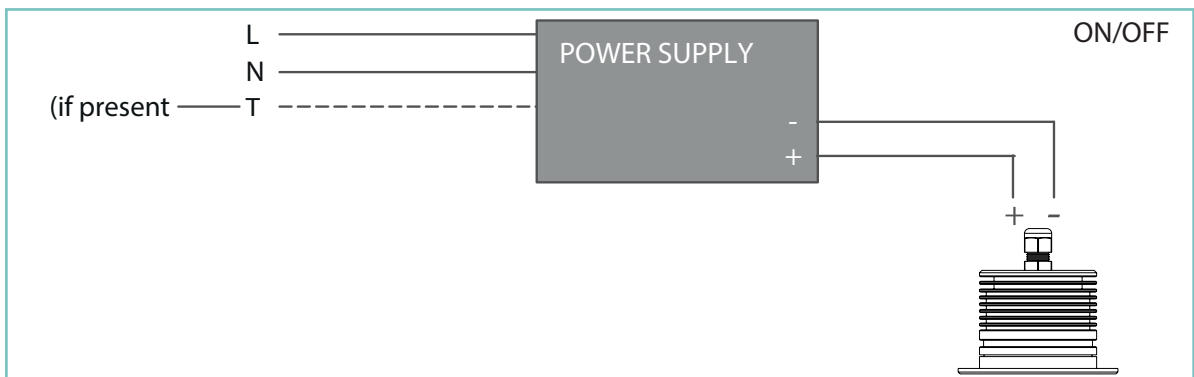 L
ON/OFF
POWER SUPPLY
N
(if present T
-
+
+ -